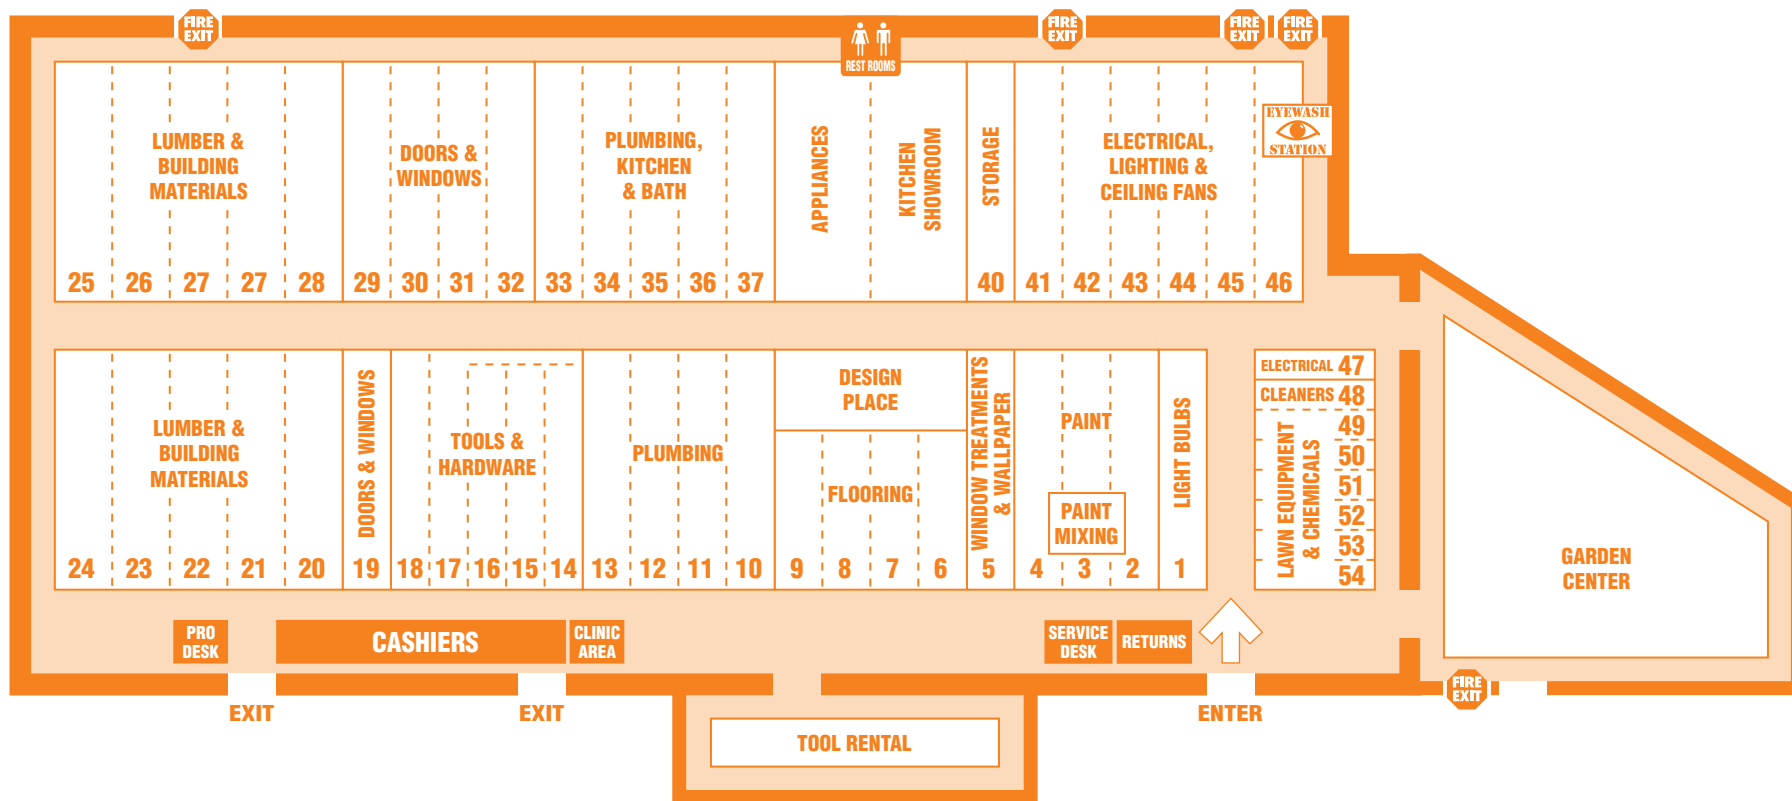 FIRE
EXIT
REST ROOMS
FIRE
EXIT
FIRE
EXIT
FIRE
EXIT
LUMBER &
BUILDING
MATERIALS
DOORS &
WINDOWS
PLUMBING,
KITCHEN
& BATH
APPLIANCES
KITCHEN
SHOWROOM
STORAGE
ELECTRICAL,
LIGHTING &
CEILING FANS
EYEWASH
STATION
25 26 27 27 28 29 30 31 32 33 34 35 36 37 40 41 42 43 44 45 46
LUMBER &
BUILDING
MATERIALS
DOORS & WINDOWS
TOOLS &
HARDWARE
PLUMBING
DESIGN
PLACE
FLOORING
WINDOW TREATMENTS
& WALLPAPER
PAINT
PAINT
MIXING
LIGHT BULBS
24 23 22 21 20 19 18 17 16 15 14 13 12 11 10 9 8 7 6 5 4 3 2 1
ELECTRICAL 47
CLEANERS 48
LAWN EQUIPMENT
& CHEMICALS
49
50
51
52
53
54
GARDEN
CENTER
PRO
DESK
CASHIERS
CLINIC
AREA
SERVICE
DESK
RETURNS
FIRE
EXIT
EXIT
EXIT
ENTER
TOOL RENTAL